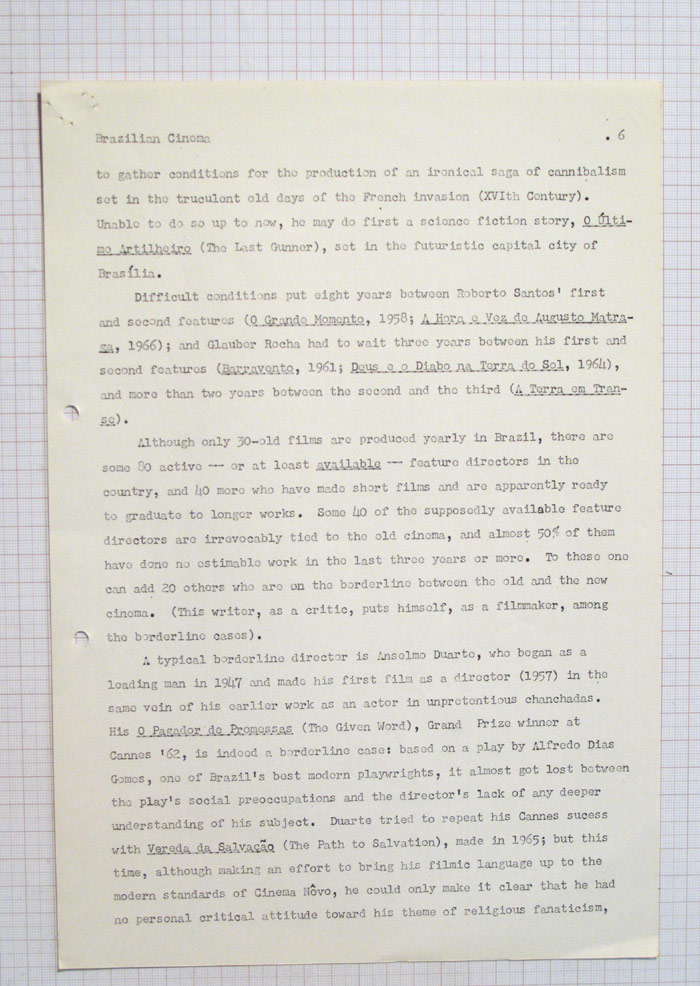 Brazilian Cinema . 6
to gather conditions for the production of an ironical saga of cannibalism
set in the truculent old days of the French invasion (XVIth Century).
Unable to do so up to now, he may do first a science fiction story, O Últi-
mo Artilheiro (The Last Gunner), set in the futuristic capital city of
Brasília.
Difficult conditions put eight years between Roberto Santos' first
and second features (O Grande Momento, 1958; A Hora e Vez de Augusto Matra-
ga, 1966); and Glauber Rocha had to wait three years between his first and
second features (Barravento, 1961; Deus e o Diabo na Terra do Sol, 1964),
and more than two years between the second and the third (A Terra em Tran-
se).
Although only 30-old films are produced yearly in Brazil, there are
some 80 active -- or at least available -- feature directors in the
country, and 40 more who have made short films and are apparently ready
to graduate to longer works. Some 40 of the supposedly available feature
directors are irrevocably tied to the old cinema, and almost 50% of them
have done no estimable work in the last three years or more. To these one
can add 20 others who are on the borderline between the old and the new
cinema. (This writer, as a critic, puts himself, as a filmmaker, among
the borderline cases).
A typical borderline director is Anselmo Duarte, who began as a
leading man in 1947 and made his first film as a director (1957) in the
same vein of his earlier work as an actor in unpretentious chanchadas.
His O Pagador de Promessas (The Given Word), Grand Prize winner at
Cannes '62, is indeed a borderline case: based on a play by Alfredo Dias
Gomes, one of Brazil's best modern playwrights, it almost got lost between
the play's social preoccupations and the director's lack of any deeper
understanding of his subject. Duarte tried to repeat his Cannes sucess
with Vereda da Salvação (The Path to Salvation), made in 1965; but this
time, although making an effort to bring his filmic language up to the
modern standards of Cinema Nôvo, he could only make it clear that he had
no personal critical attitude toward his theme of religious fanaticism,